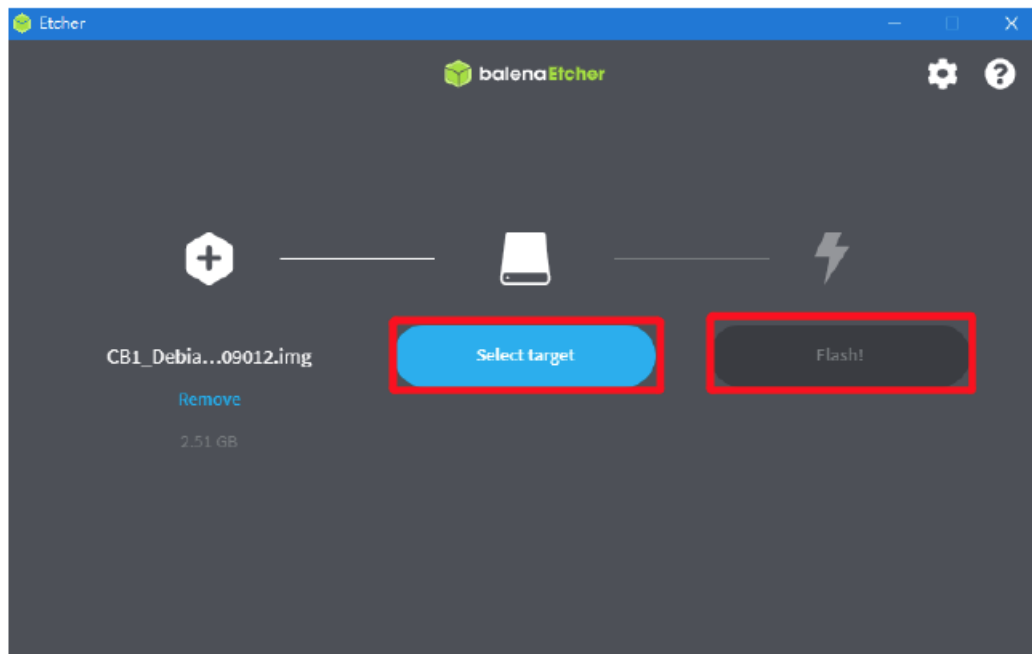 Etcher
balenaEtcher
CB1_Debia...09012.img
Select target
Flash!
Remove
2.51 GB